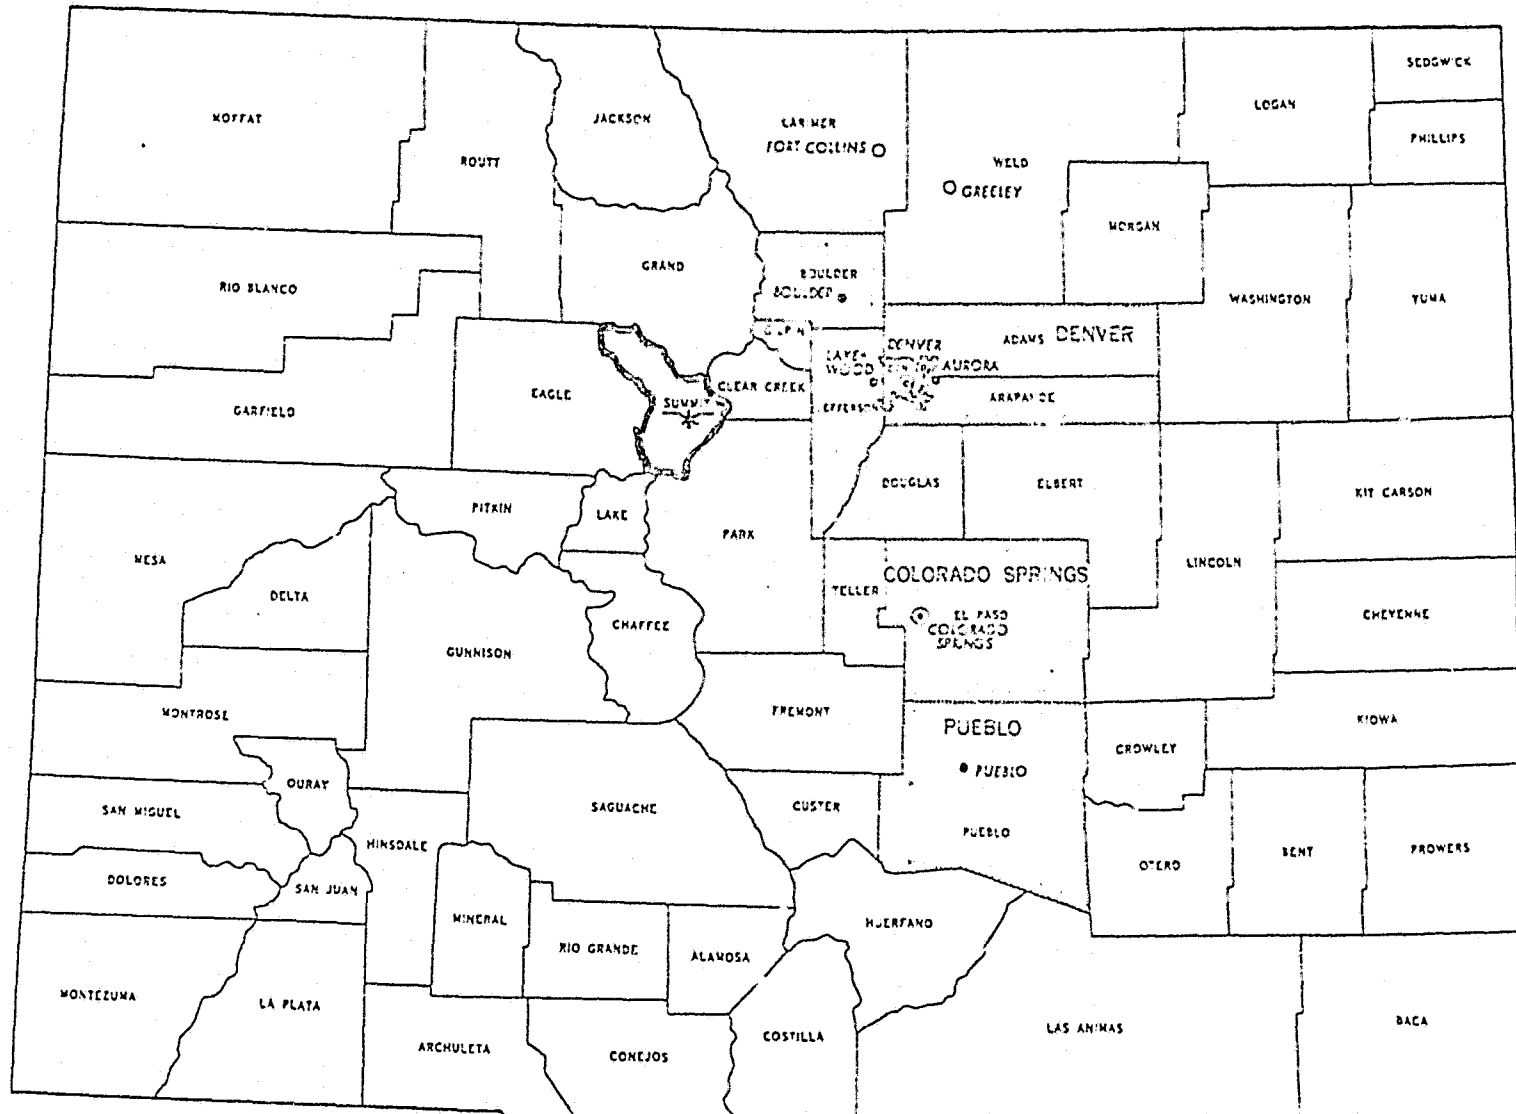 MOFFAT
ROUTT
JACKSON
LARIMER
FORT COLLINS
WELD
GREELEY
LOGAN
SEDGWICK
PHILLIPS
MORGAN
RIO BLANCO
GRAND
BOULDER
BOULDER
WASHINGTON
YUMA
GILPIN
ADAMS
DENVER
DENVER
LAKE-
WOOD
AURORA
GARFIELD
EAGLE
SUMMIT
CLEAR CREEK
JEFFERSON
ARAPAHOE
DOUGLAS
ELBERT
KIT CARSON
MESA
PITKIN
LAKE
PARK
LINCOLN
DELTA
TELLER
COLORADO SPRINGS
EL PASO
COLORADO
SPRINGS
CHEYENNE
CHAFFEE
GUNNISON
MONTROSE
FREMONT
PUEBLO
PUEBLO
PUEBLO
CROWLEY
KIOWA
OURAY
SAN MIGUEL
SAGUACHE
CUSTER
HINSDALE
OTERO
BENT
PROWERS
DOLORES
SAN JUAN
MINERAL
RIO GRANDE
ALAMOSA
HUERFANO
MONTEZUMA
LA PLATA
ARCHULETA
CONEJOS
COSTILLA
LAS ANIMAS
BACA